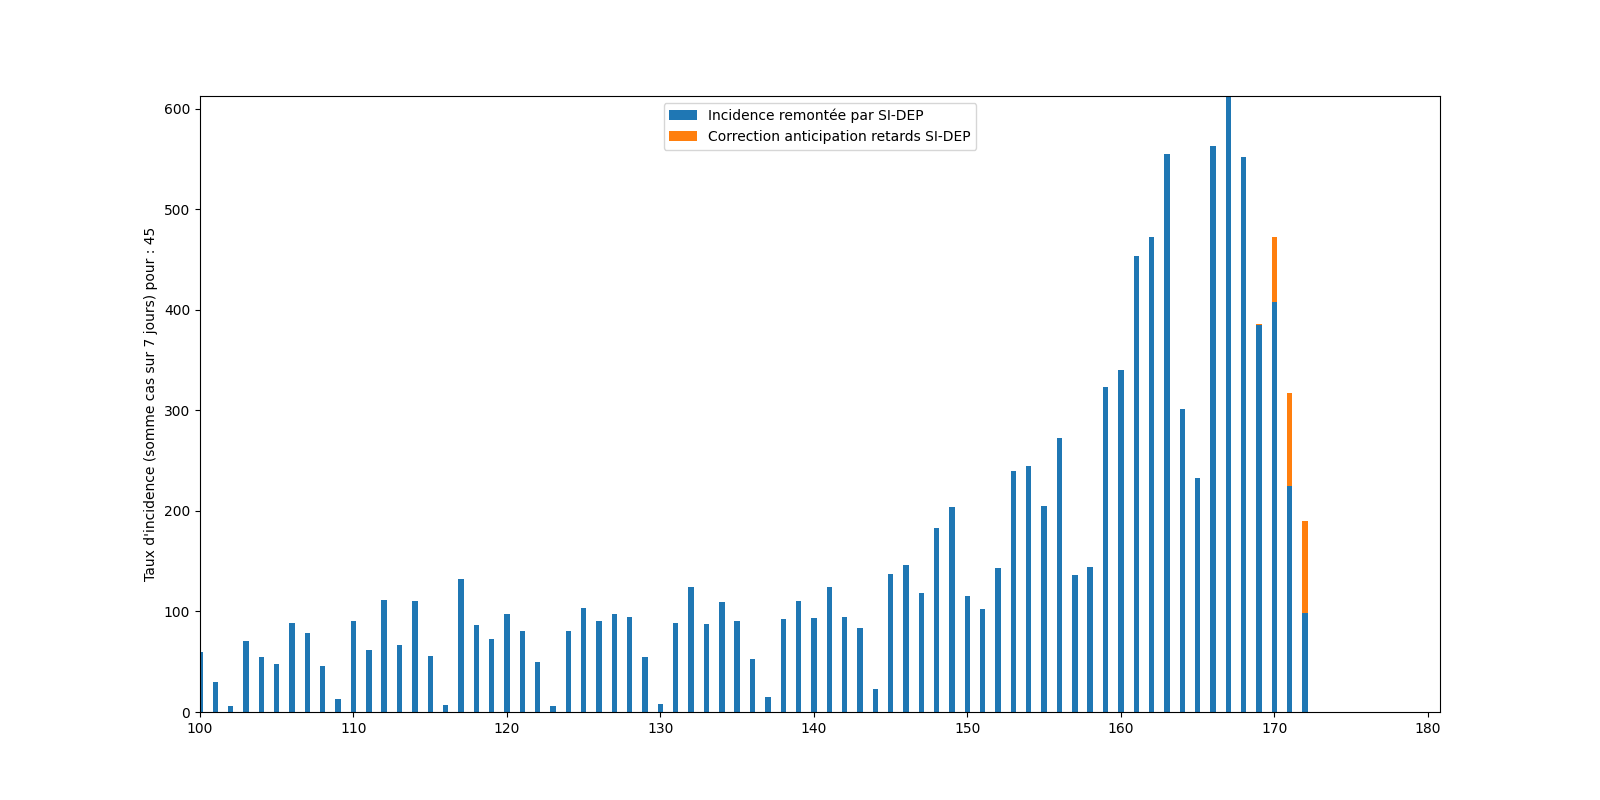 Incidence remontée par SI-DEP
Correction anticipation retards SI-DEP
Taux d'incidence (somme cas sur 7 jours) pour : 45
600
500
400
300
200
100
0
100 110 120 130 140 150 160 170 180